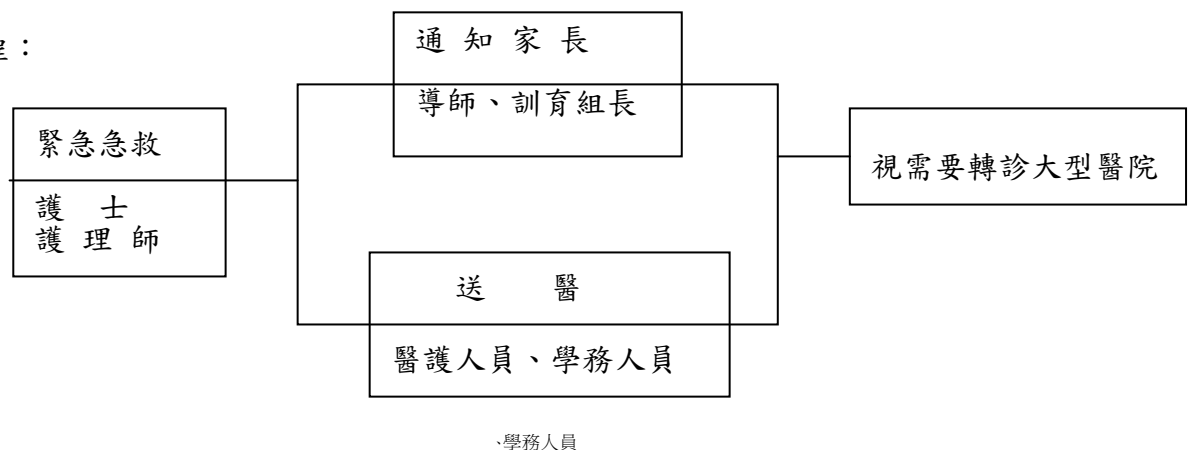 程：
通知家長
導師、訓育組長
緊急急救
護士
護理師
視需要轉診大型醫院
送醫
醫護人員、學務人員
、學務人員